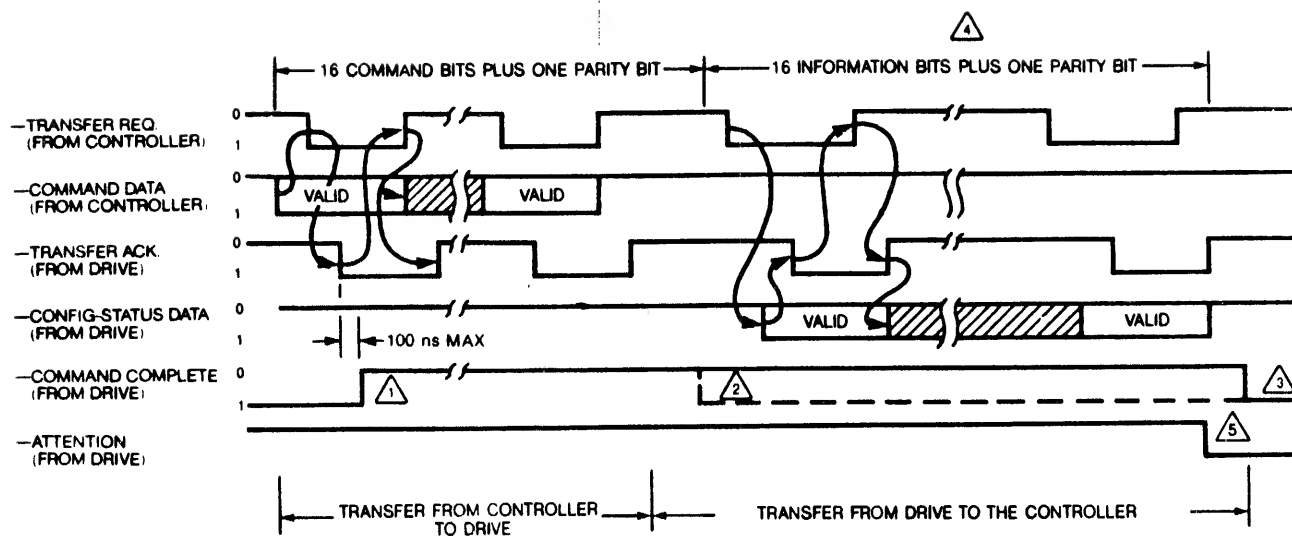 4
16 COMMAND BITS PLUS ONE PARITY BIT
16 INFORMATION BITS PLUS ONE PARITY BIT
—TRANSFER REQ.
(FROM CONTROLLER)
0
1
—COMMAND DATA
(FROM CONTROLLER)
0
1
VALID
VALID
—TRANSFER ACK.
(FROM DRIVE)
0
1
—CONFIG-STATUS DATA
(FROM DRIVE)
0
1
VALID
VALID
100 ns MAX
—COMMAND COMPLETE
(FROM DRIVE)
0
1
1
2
3
—ATTENTION
(FROM DRIVE)
5
TRANSFER FROM CONTROLLER
TO DRIVE
TRANSFER FROM DRIVE TO THE CONTROLLER